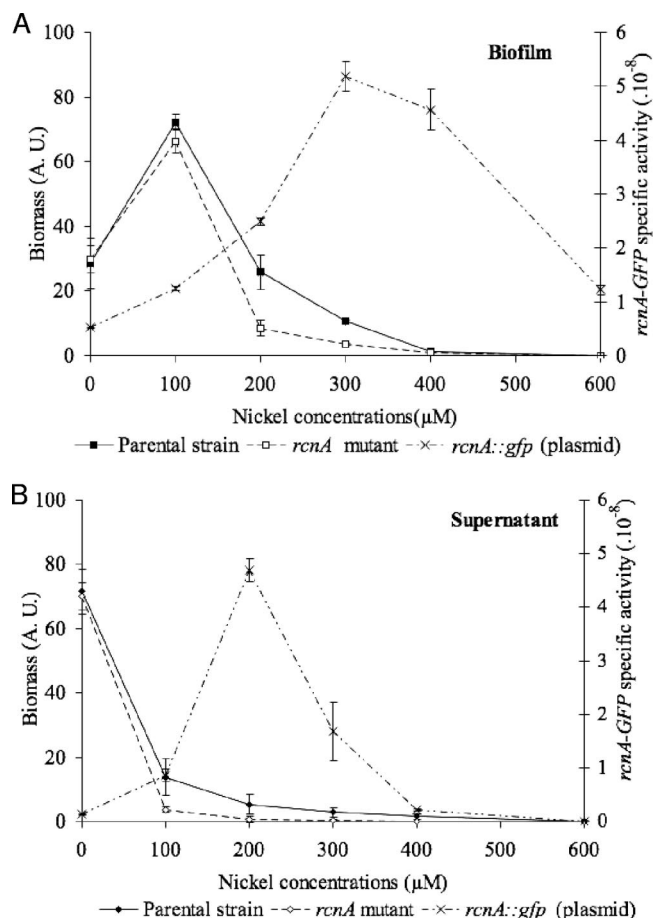 A
Biofilm
Biomass (A. U.)
100
80
60
40
20
0
rcnA-GFP specific activity (.10-8)
6
5
4
3
2
1
0
0 100 200 300 400 500 600
Nickel concentrations(µM)
Parental strain rcnA mutant rcnA::gfp (plasmid)
B
Supernatant
Biomass (A. U.)
100
80
60
40
20
0
rcnA-GFP specific activity (.10-8)
6
5
4
3
2
1
0
0 100 200 300 400 500 600
Nickel concentrations (µM)
Parental strain rcnA mutant rcnA::gfp (plasmid)